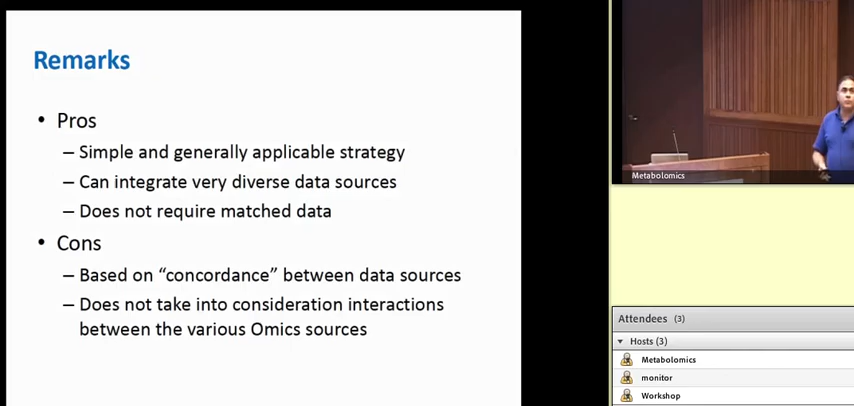 Remarks
• Pros
– Simple and generally applicable strategy
– Can integrate very diverse data sources
– Does not require matched data
• Cons
– Based on “concordance” between data sources
– Does not take into consideration interactions
between the various Omics sources
Metabolomics
Attendees (3)
Hosts (3)
Metabolomics
monitor
Workshop